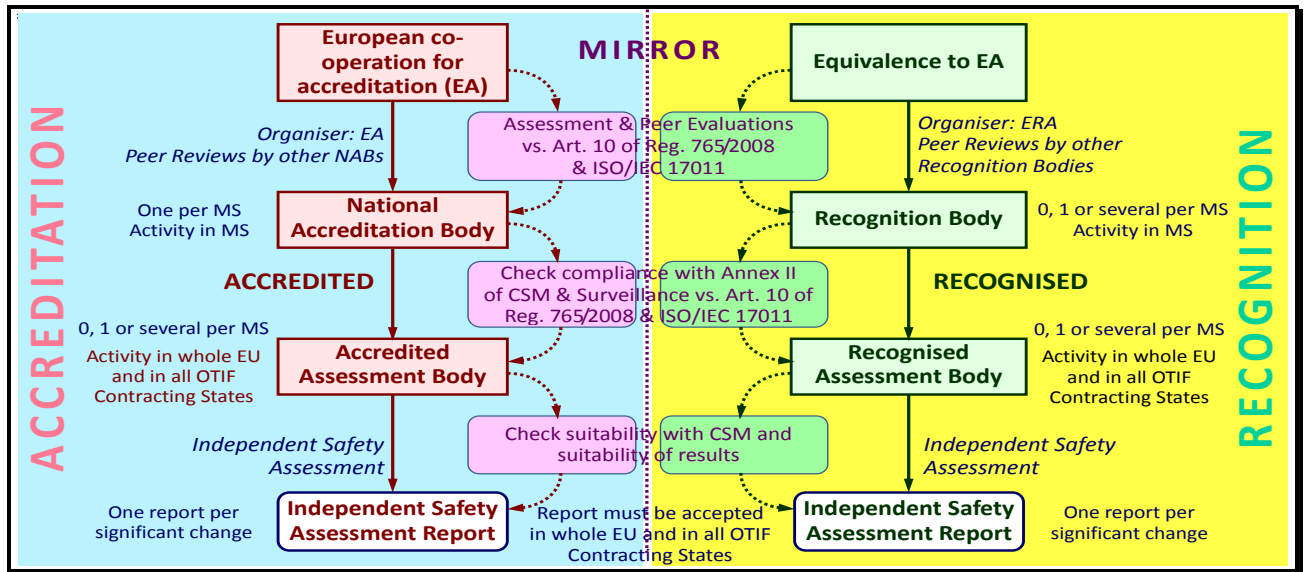 MIRROR
ACCREDITATION
European co-
operation for
accreditation (EA)
Organiser: EA
Peer Reviews by other NABs
One per MS
Activity in MS
National
Accreditation Body
ACCREDITED
0, 1 or several per MS
Activity in whole EU
and in all OTIF
Contracting States
Accredited
Assessment Body
Independent Safety
Assessment
One report per
significant change
Independent Safety
Assessment Report
Assessment & Peer Evaluations
vs. Art. 10 of Reg. 765/2008
& ISO/IEC 17011
Check compliance with Annex II
of CSM & Surveillance vs. Art. 10 of
Reg. 765/2008 & ISO/IEC 17011
Check suitability with CSM and
suitability of results
Report must be accepted
in whole EU and in all OTIF
Contracting States
Equivalence to EA
Organiser: ERA
Peer Reviews by other
Recognition Bodies
Recognition Body
0, 1 or several per MS
Activity in MS
RECOGNISED
Recognised
Assessment Body
0, 1 or several per MS
Activity in whole EU
and in all OTIF
Contracting States
Independent Safety
Assessment
Independent Safety
Assessment Report
One report per
significant change
RECOGNITION